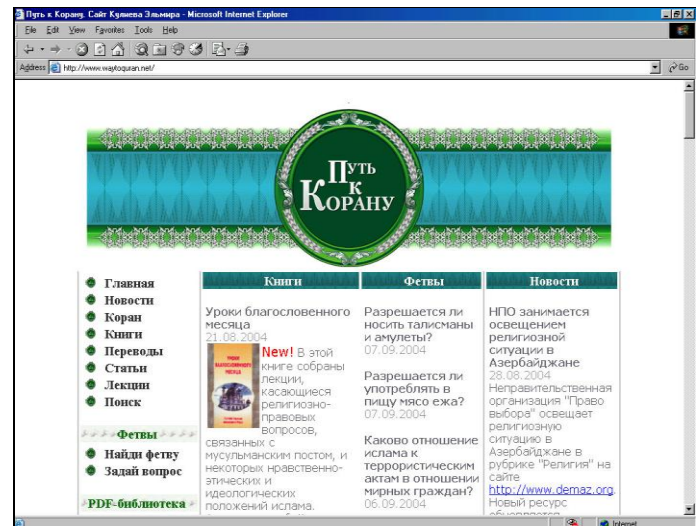 Путь к Корану. Сайт Кулиева Эльмира - Microsoft Internet Explorer
File Edit View Favorites Tools Help
Address http://www.waytoquran.net/ Go
Путь
к
Корану
Главная
Новости
Коран
Книги
Переводы
Статьи
Лекции
Поиск
Фетвы
Найди фетву
Задай вопрос
PDF-библиотека
Книги
Уроки благословенного
месяца
21.08.2004
New! В этой
книге собраны
лекции,
касающиеся
религиозно-
правовых
вопросов,
связанных с
мусульманским постом, и
некоторых нравственно-
этических и
идеологических
положений ислама.
Фетвы
Разрешается ли
носить талисманы
и амулеты?
07.09.2004
Разрешается ли
употреблять в
пищу мясо ежа?
07.09.2004
Каково отношение
ислама к
террористическим
актам в отношении
мирных граждан?
06.09.2004
Новости
НПО занимается
освещением
религиозной
ситуации в
Азербайджане
28.08.2004
Неправительственная
организация "Право
выбора" освещает
религиозную
ситуацию в
Азербайджане в
рубрике "Религия" на
сайте
http://www.demaz.org.
Новый ресурс
обновляется
Internet